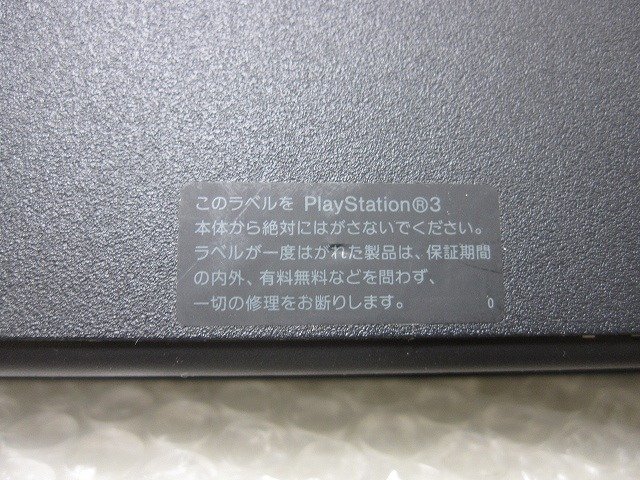 このラベルを PlayStation®3
本体から絶対にはがさないでください。
ラベルが一度はがれた製品は、保証期間
の内外、有料無料などを問わず、
一切の修理をお断りします。
0